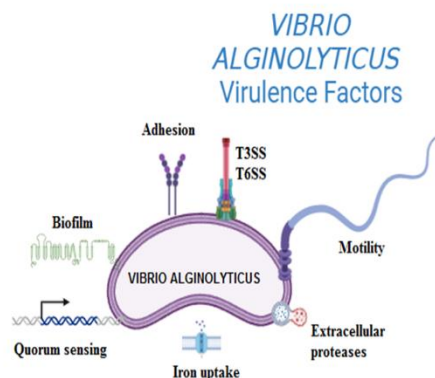 VIBRIO
ALGINOLYTICUS
Virulence Factors
Adhesion
T3SS
T6SS
Biofilm
Motility
VIBRIO ALGINOLYTICUS
Quorum sensing
Iron uptake
Extracellular
proteases